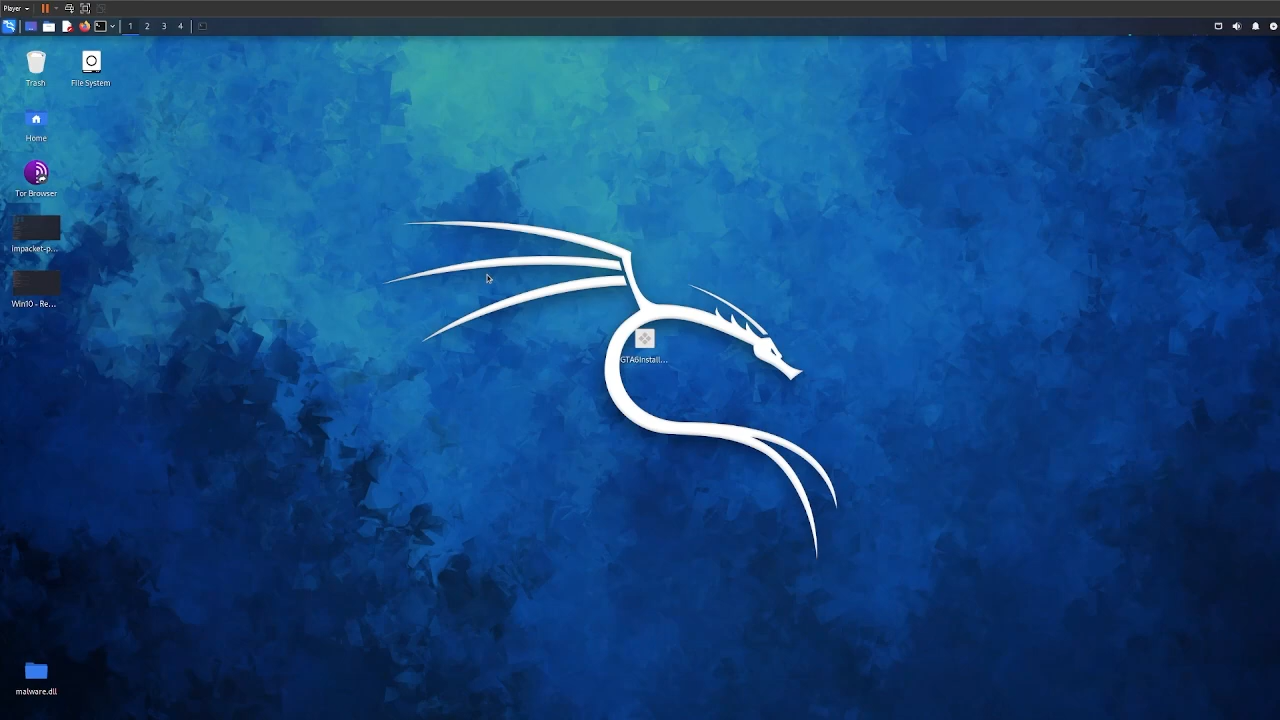 Player
1 2 3 4
Trash
File System
Home
Tor Browser
impacket-p...
Win10 - Re...
GTA6Install...
malware.dll